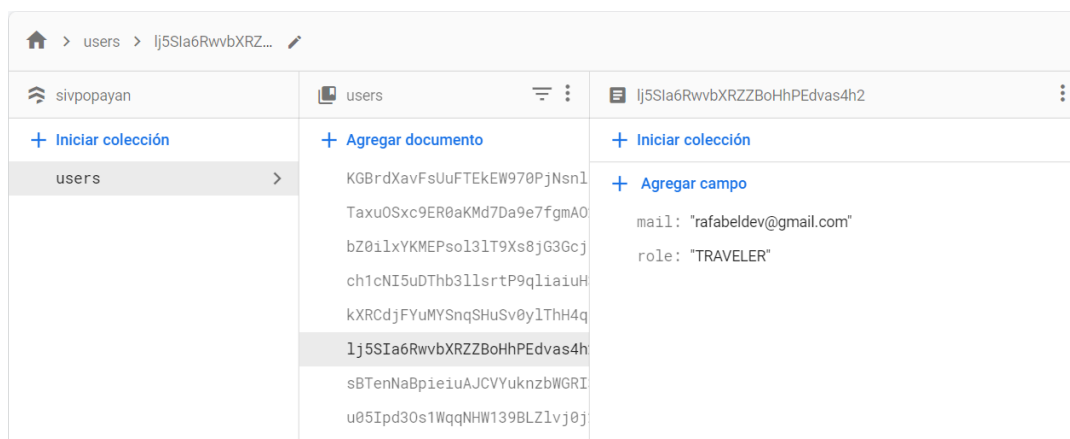 users > lj5SIa6RwvbXRZ...
sivpopayan
users
lj5SIa6RwvbXRZZBoHhPEdvas4h2
+ Iniciar colección
+ Agregar documento
+ Iniciar colección
users
KGBrdXavFsUuFTEkEW970PjNsnl
TaxuOSxc9ER0aKMd7Da9e7fgmAO
bZ0ilxYKMEPsol3lT9Xs8jG3Gcj
ch1cNI5uDThb3llsrtP9qliaiuH
kXRCdjFYuMYSnqSHuSv0ylThH4q
lj5SIa6RwvbXRZZBoHhPEdvas4h
sBTenNaBpieiuAJCVYuknzbWGRI
u05Ipd3Os1WqqNHW139BLZlvj0j
+ Agregar campo
mail: "rafabeldev@gmail.com"
role: "TRAVELER"